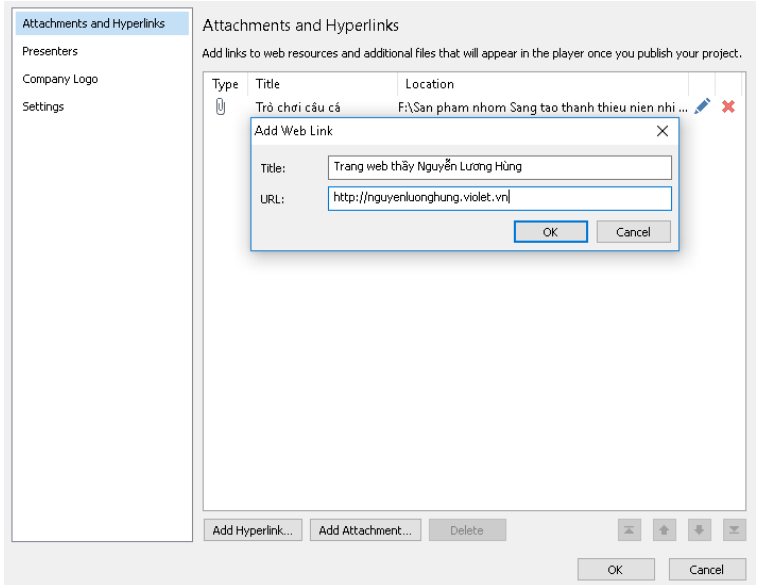 Attachments and Hyperlinks
Presenters
Company Logo
Settings
Attachments and Hyperlinks
Add links to web resources and additional files that will appear in the player once you publish your project.
Type Title Location
Trò chơi câu cá F:\San pham nhom Sang tao thanh thieu nien nhi ...
Add Web Link
Title: Trang web thầy Nguyễn Lương Hùng
URL: http://nguyenluonghung.violet.vn
OK Cancel
Add Hyperlink... Add Attachment... Delete
OK Cancel